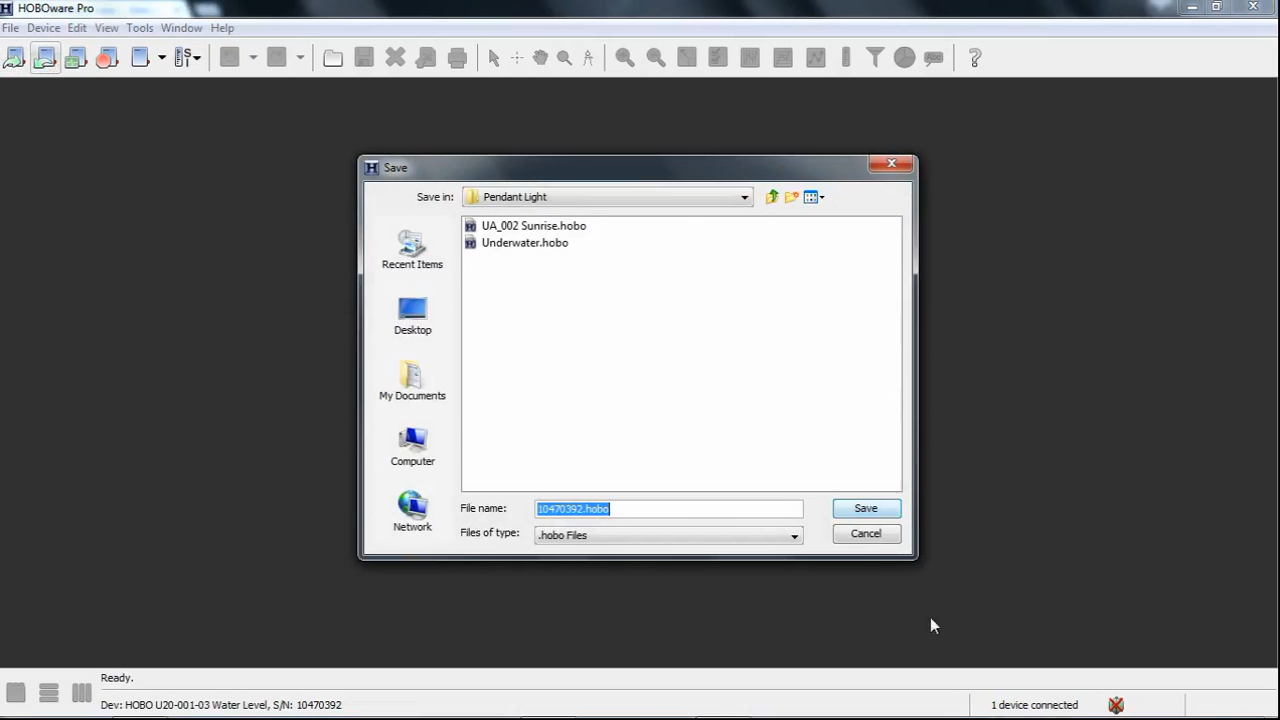 HOBOware Pro
File Device Edit View Tools Window Help
Save
Save in: Pendant Light
UA_002 Sunrise.hobo
Underwater.hobo
Recent Items
Desktop
My Documents
Computer
Network
File name: 10470392.hobo Save
Files of type: .hobo Files Cancel
Ready.
Dev: HOBO U20-001-03 Water Level, S/N: 10470392 1 device connected